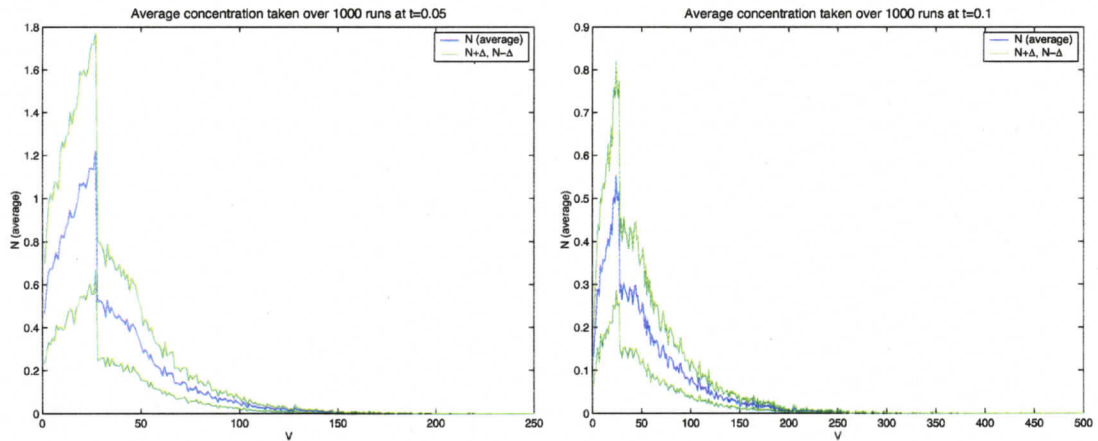 Average concentration taken over 1000 runs at t=0.05
1.8
1.6
1.4
1.2
1
0.8
0.6
0.4
0.2
0
N (average)
N (average)
N+Δ, N−Δ
0 50 100 150 200 250
V
Average concentration taken over 1000 runs at t=0.1
0.9
0.8
0.7
0.6
0.5
0.4
0.3
0.2
0.1
0
N (average)
N (average)
N+Δ, N−Δ
0 50 100 150 200 250 300 350 400 450 500
V